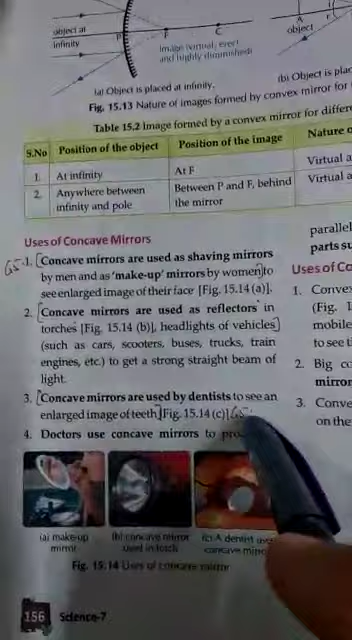 object at
infinity
P
F
C
Image virtual, erect
and highly diminished
A
object
(a) Object is placed at infinity.
(b) Object is plac
Fig. 15.13 Nature of images formed by convex mirror for
Table 15.2 Image formed by a convex mirror for differe
S.No Position of the object Position of the image Nature o
1. At infinity At F Virtual a
2. Anywhere between infinity and pole Between P and F, behind the mirror Virtual a
Uses of Concave Mirrors
1. [Concave mirrors are used as shaving mirrors
by men and as 'make-up' mirrors by women] to
see enlarged image of their face [Fig. 15.14 (a)].
2. [Concave mirrors are used as reflectors in
torches [Fig. 15.14 (b)], headlights of vehicles]
(such as cars, scooters, buses, trucks, train
engines, etc.) to get a strong straight beam of
light.
3. [Concave mirrors are used by dentists to see an
enlarged image of teeth] [Fig. 15.14 (c)]
4. Doctors use concave mirrors to
parallel
parts su
Uses of Co
1. Convex
(Fig. 1
mobile
to see t
2. Big co
mirror
3. Conve
on the
(a) make-up
mirror
(b) concave mirror
used in torch
(c) A dentist
concave
Fig. 15.14 Uses of concave mirror
156 Science-7